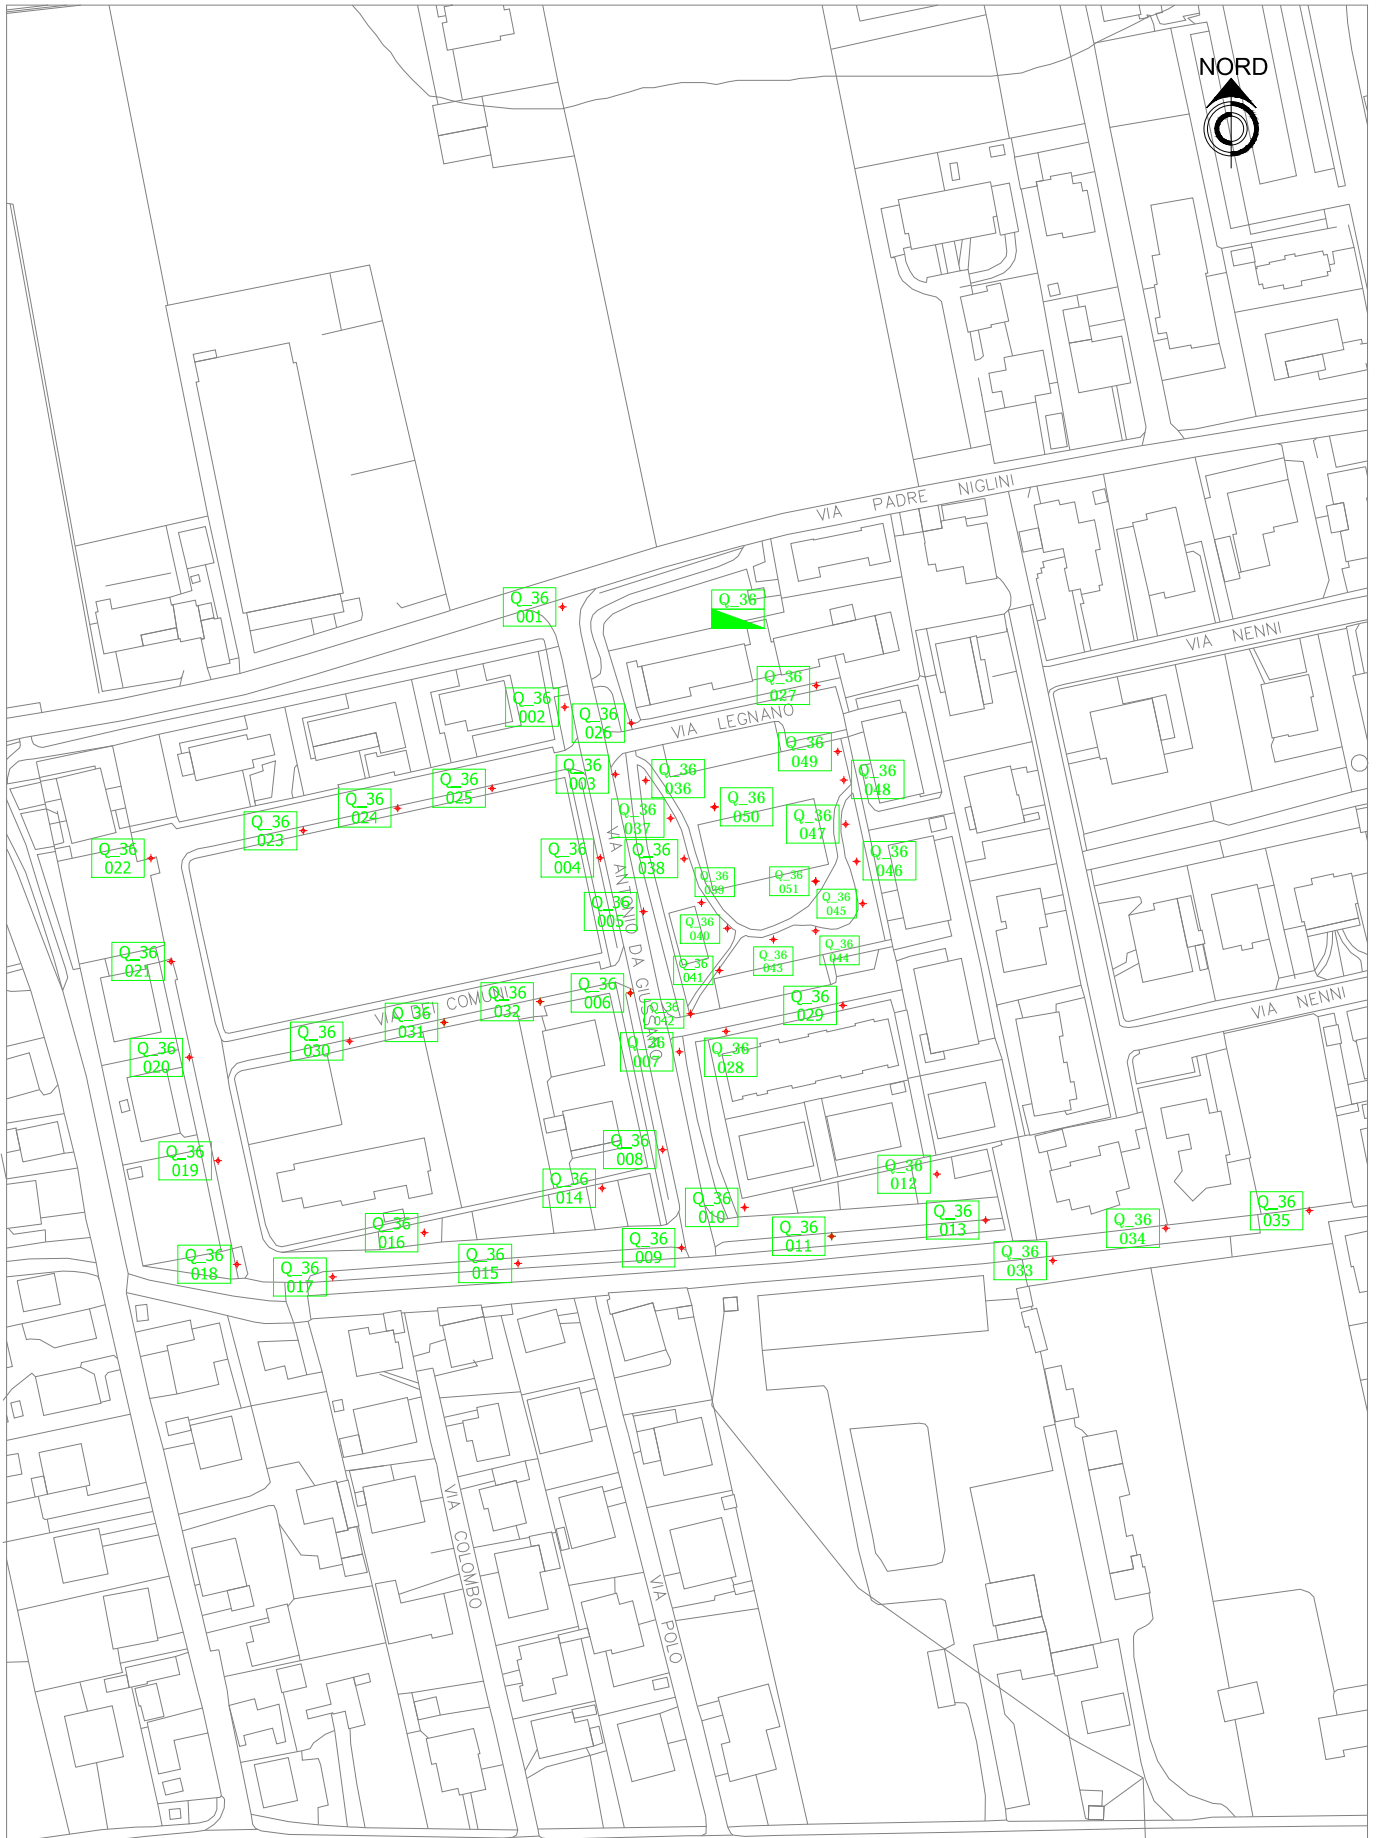 NORD
VIA PADRE NIGLINI
Q_36
001
Q_36
VIA NENNI
Q_36
027
Q_36
002
Q_36
026
VIA LEGNANO
Q_36
049
Q_36
003
Q_36
036
Q_36
048
Q_36
025
Q_36
024
Q_36
050
Q_36
037
Q_36
047
Q_36
023
Q_36
022
Q_36
004
Q_36
038
Q_36
046
VIA ANTONIO DA GIUSSANO
Q_36
039
Q_36
051
Q_36
005
Q_36
045
Q_36
040
Q_36
044
Q_36
021
Q_36
041
Q_36
043
Q_36
006
Q_36
032
VIA DEI COMUNI
Q_36
031
Q_36
042
Q_36
029
VIA NENNI
Q_36
030
Q_36
007
Q_36
028
Q_36
020
Q_36
008
Q_36
019
Q_36
012
Q_36
014
Q_36
010
Q_36
013
Q_36
035
Q_36
034
Q_36
016
Q_36
011
Q_36
009
Q_36
033
Q_36
018
Q_36
017
Q_36
015
VIA COLOMBO
VIA POLO